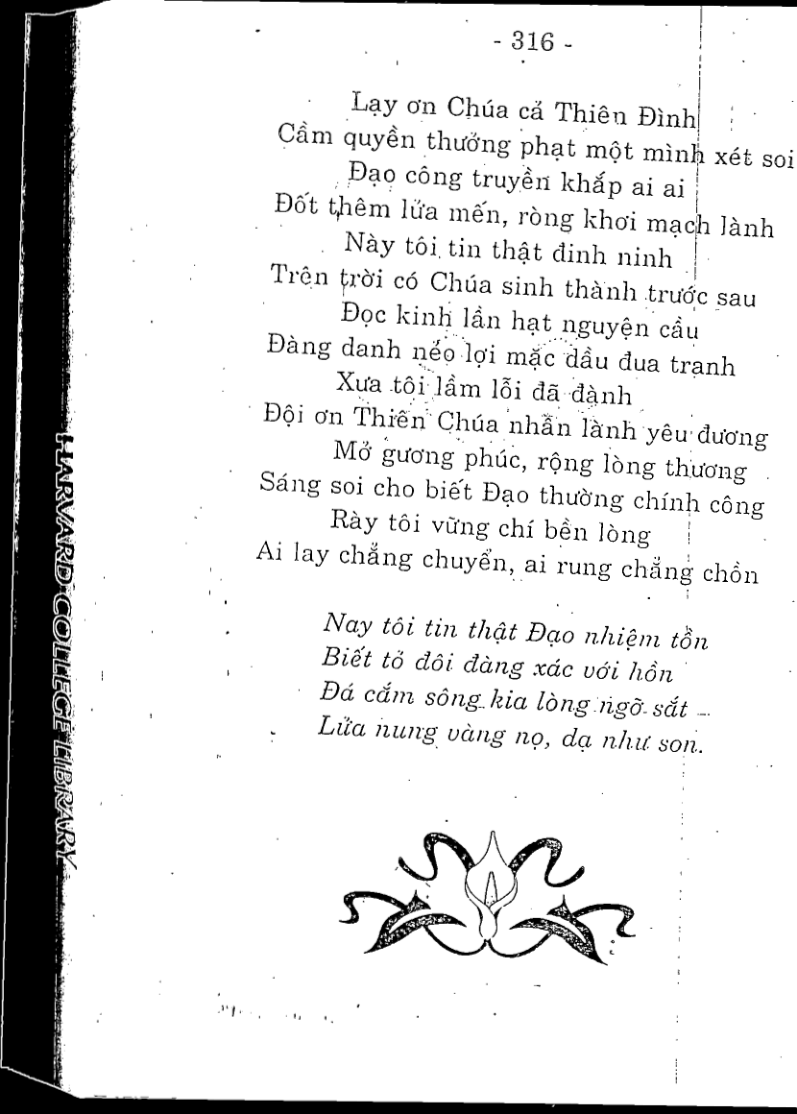 - 316 -
Lạy ơn Chúa cả Thiên Đình
Cầm quyền thưởng phạt một mình xét soi
Đạo công truyền khắp ai ai
Đốt thêm lửa mến, ròng khơi mạch lành
Này tôi tin thật đinh ninh
Trên trời có Chúa sinh thành trước sau
Đọc kinh lần hạt nguyện cầu
Đàng danh nẻo lợi mặc dầu đua tranh
Xưa tôi lầm lỗi đã đành
Đội ơn Thiên Chúa nhân lành yêu đương
Mở gương phúc, rộng lòng thương
Sáng soi cho biết Đạo thường chính công
Rày tôi vững chí bền lòng
Ai lay chẳng chuyển, ai rung chẳng chồn
Nay tôi tin thật Đạo nhiệm tồn
Biết tỏ đôi đàng xác với hồn
Đá cắm sông kia lòng ngỡ sắt
Lửa nung vàng nọ, dạ như son.
HARVARD COLLEGE LIBRARY